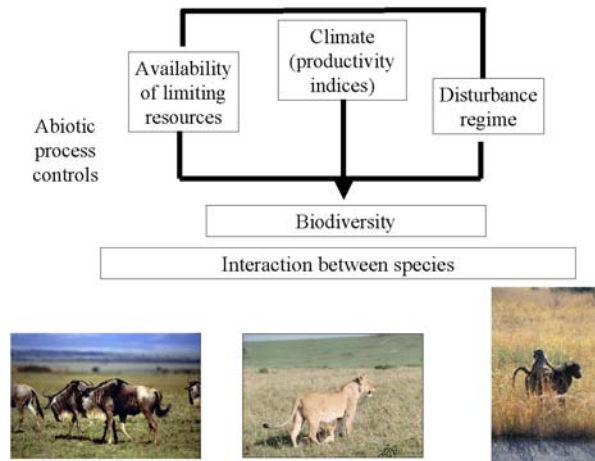 Climate
(productivity
indices)
Availability
of limiting
resources
Disturbance
regime
Abiotic
process
controls
Biodiversity
Interaction between species